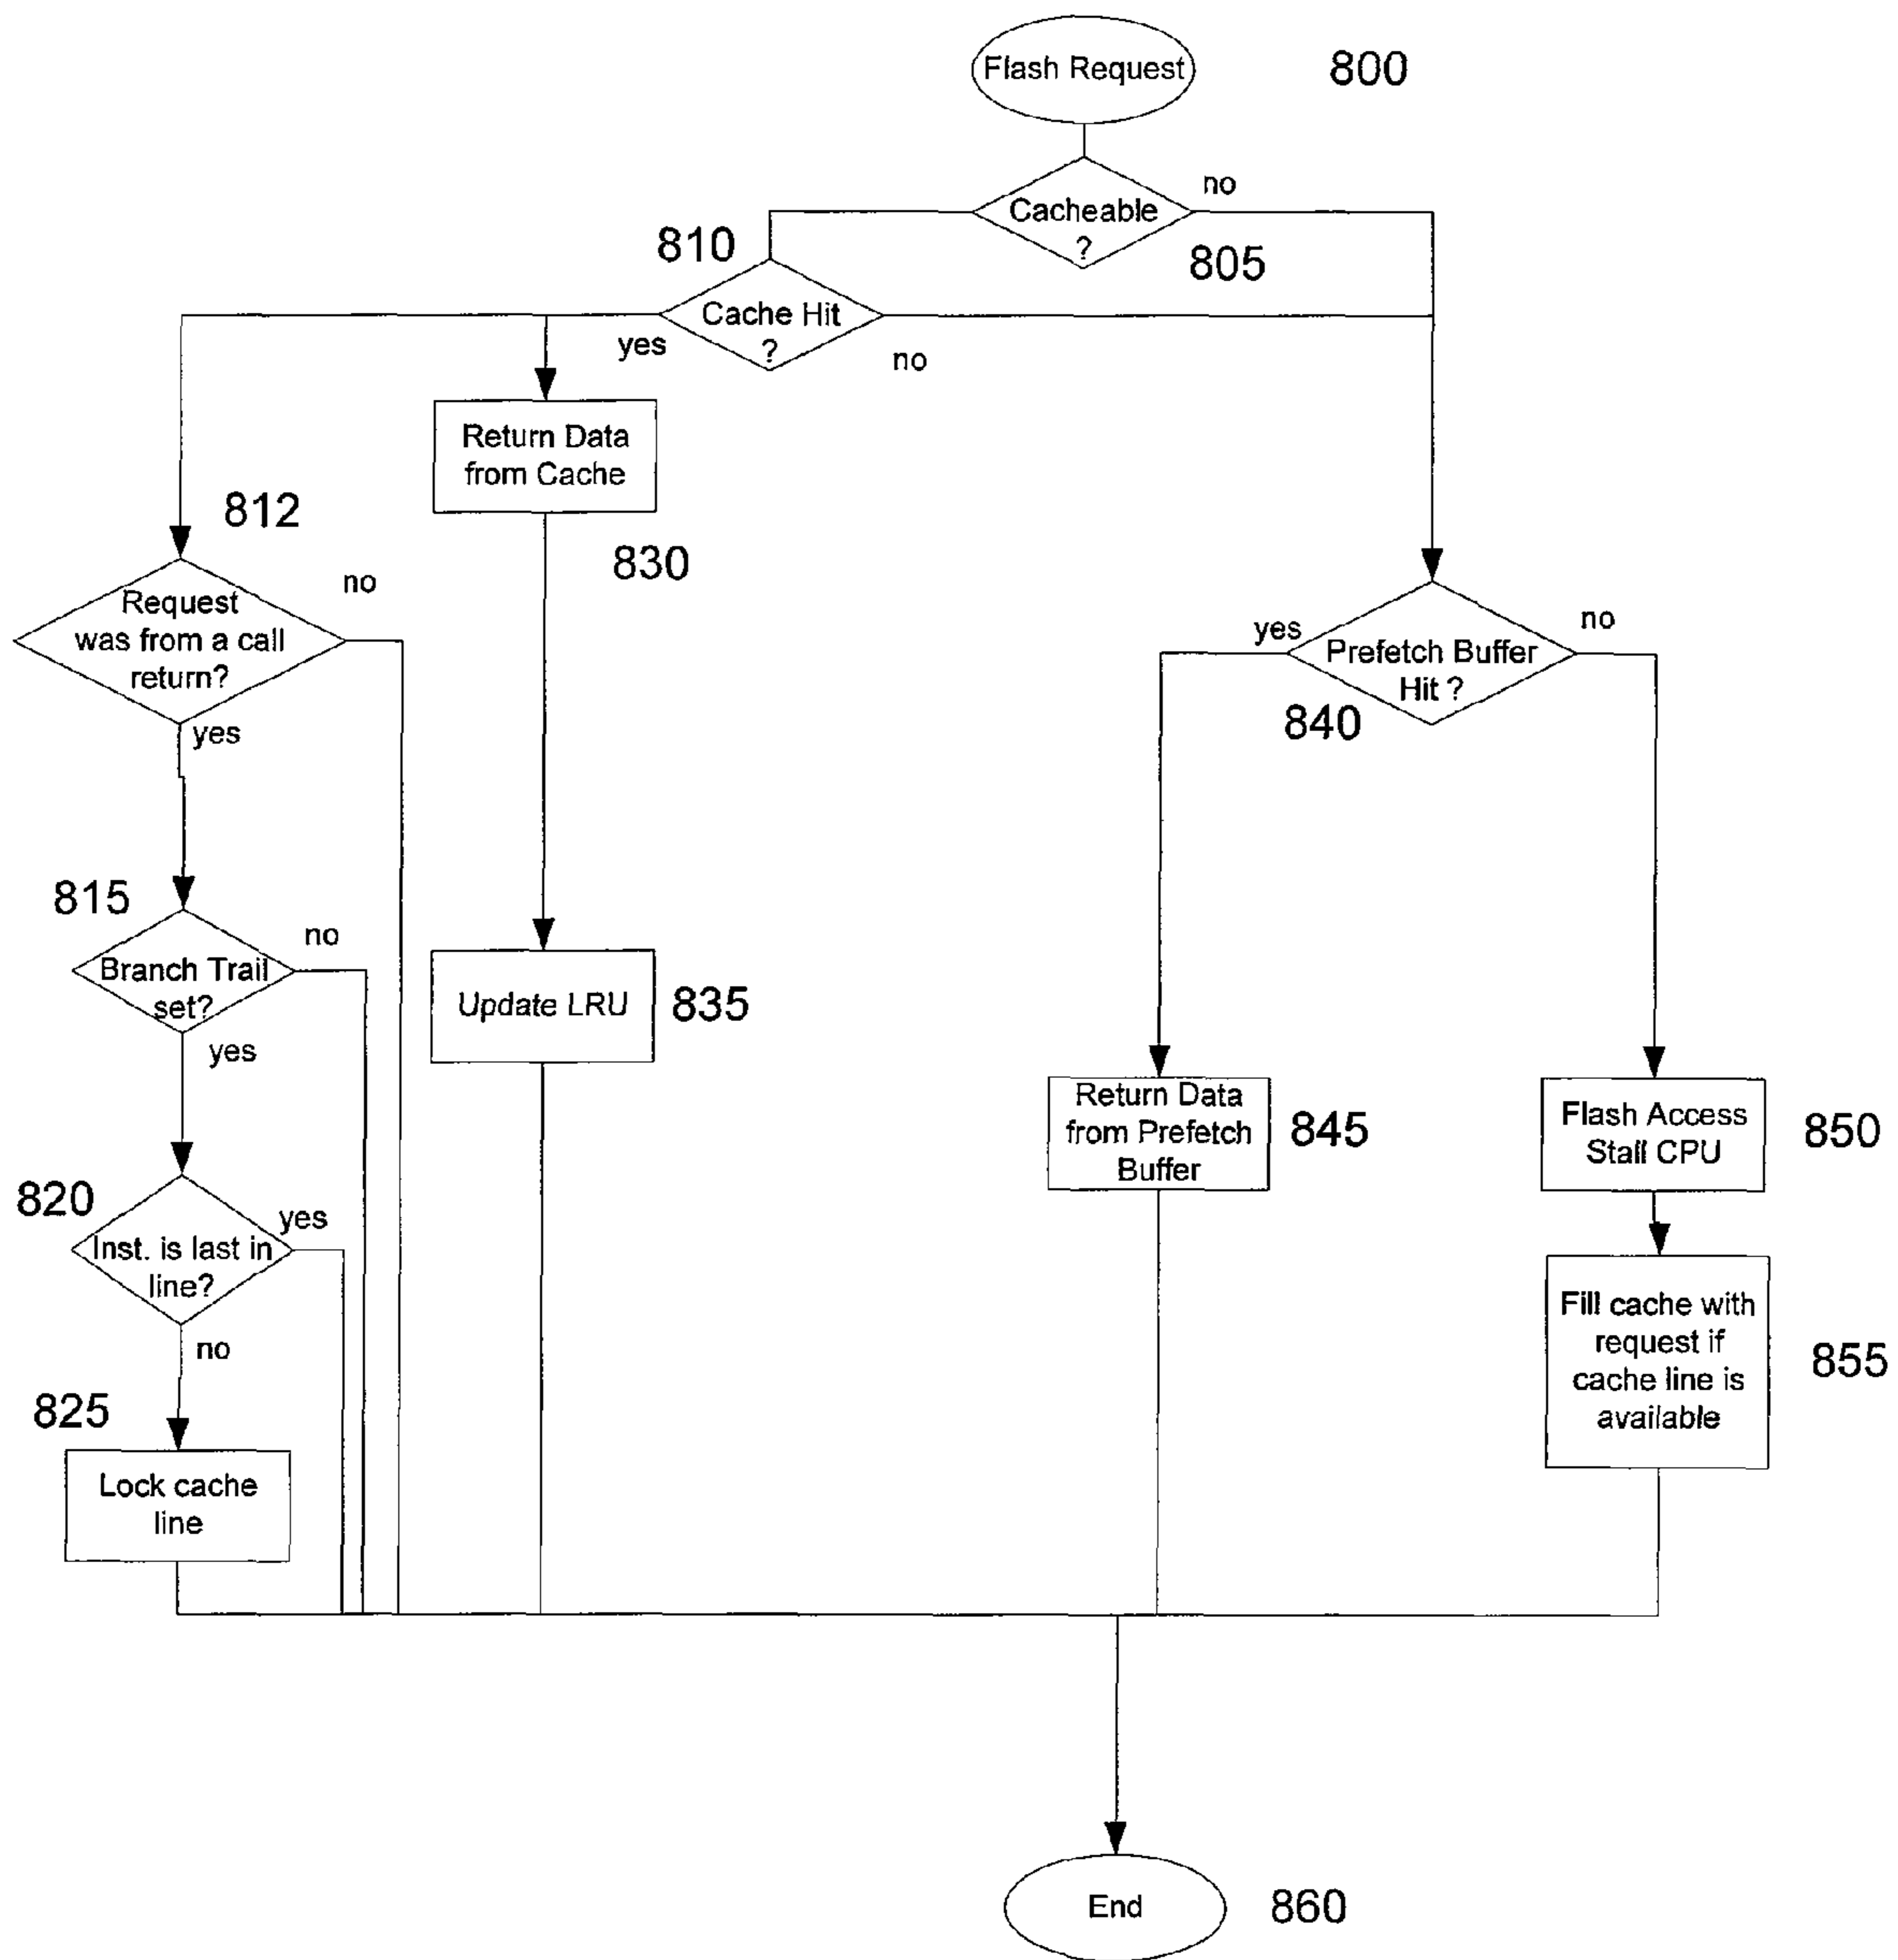 Flash Request
800
Cacheable
?
no
805
810
Cache Hit
?
yes
no
Return Data
from Cache
830
812
Request
was from a call
return?
no
yes
Prefetch Buffer
Hit ?
yes
no
840
815
Branch Trail
set?
no
yes
Update LRU
835
Return Data
from Prefetch
Buffer
845
Flash Access
Stall CPU
850
820
Inst. is last in
line?
yes
no
Fill cache with
request if
cache line is
available
855
825
Lock cache
line
End
860